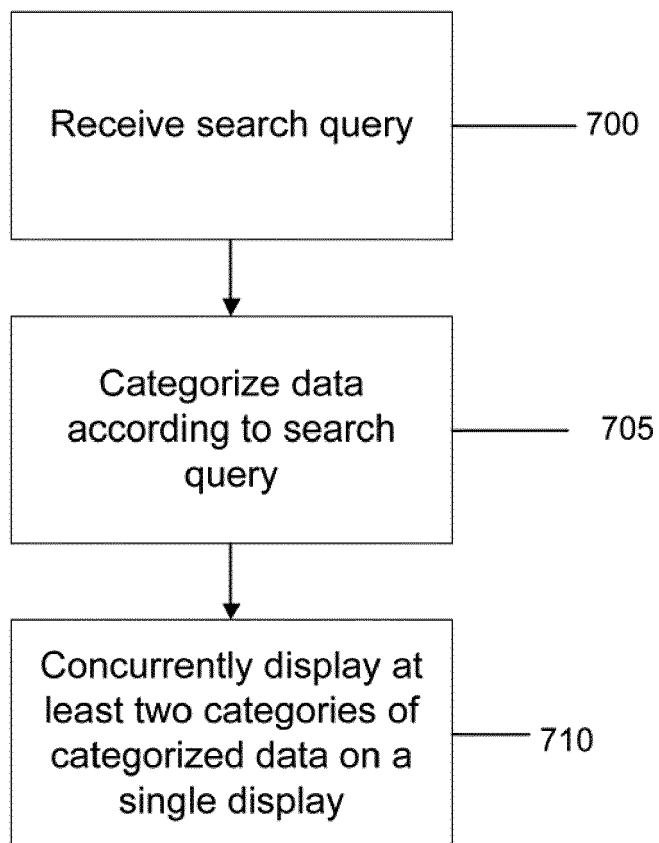 Receive search query
700
Categorize data
according to search
query
705
Concurrently display at
least two categories of
categorized data on a
single display
710